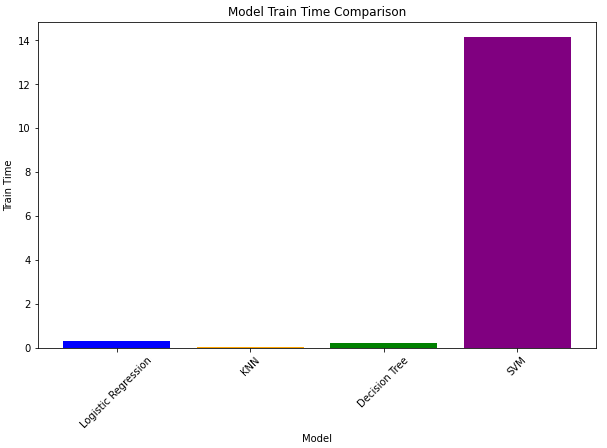 Model Train Time Comparison
14
12
10
8
6
4
2
0
Train Time
Logistic Regression
KNN
Decision Tree
SVM
Model